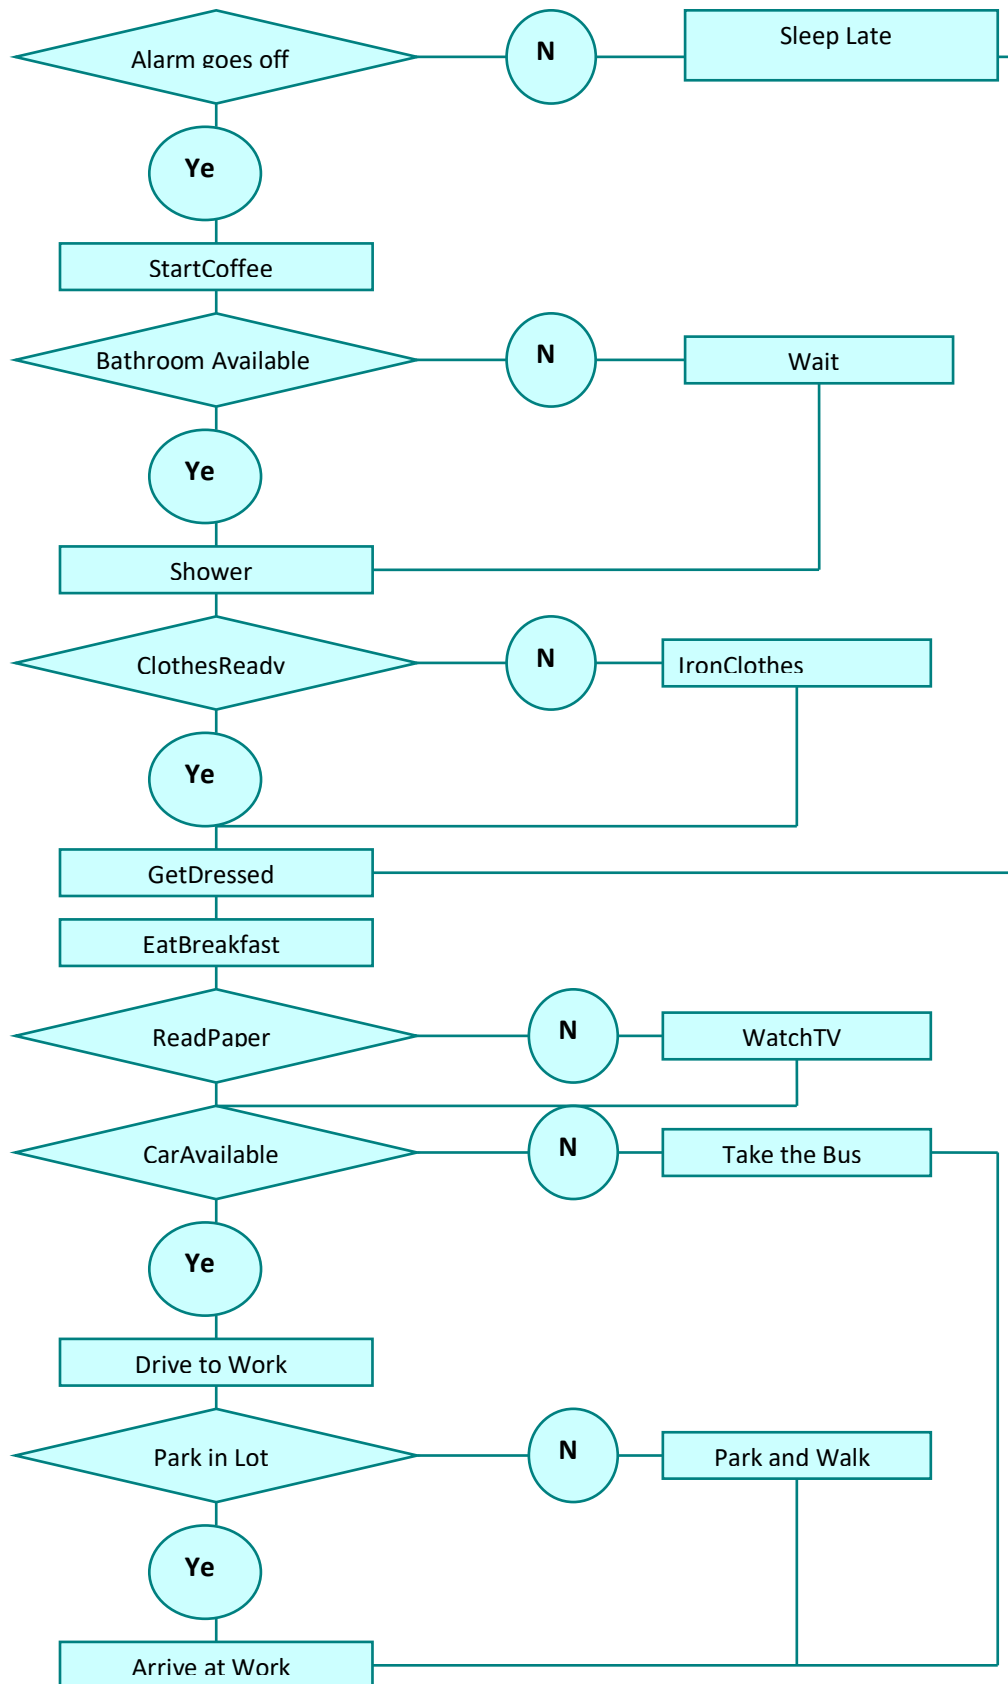 Alarm goes off
N
Sleep Late
Ye
StartCoffee
Bathroom Available
N
Wait
Ye
Shower
ClothesReady
N
IronClothes
Ye
GetDressed
EatBreakfast
ReadPaper
N
WatchTV
CarAvailable
N
Take the Bus
Ye
Drive to Work
Park in Lot
N
Park and Walk
Ye
Arrive at Work